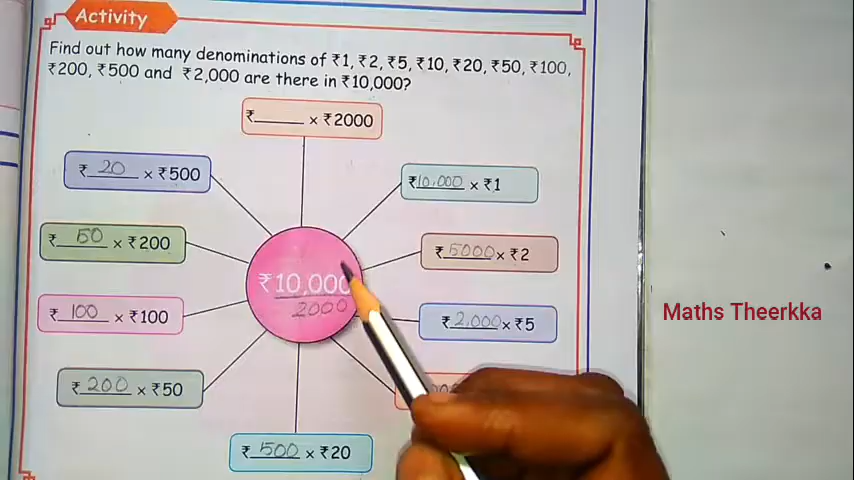 Activity
Find out how many denominations of ₹1, ₹2, ₹5, ₹10, ₹20, ₹50, ₹100,
₹200, ₹500 and ₹2,000 are there in ₹10,000?
₹______ × ₹2000
₹ 20 × ₹500
₹10,000 × ₹1
₹ 50 × ₹200
₹ 5000 × ₹2
₹10,000
2000
₹ 100 × ₹100
₹ 2,000 × ₹5
₹ 200 × ₹50
₹ 500 × ₹20
Maths Theerkka